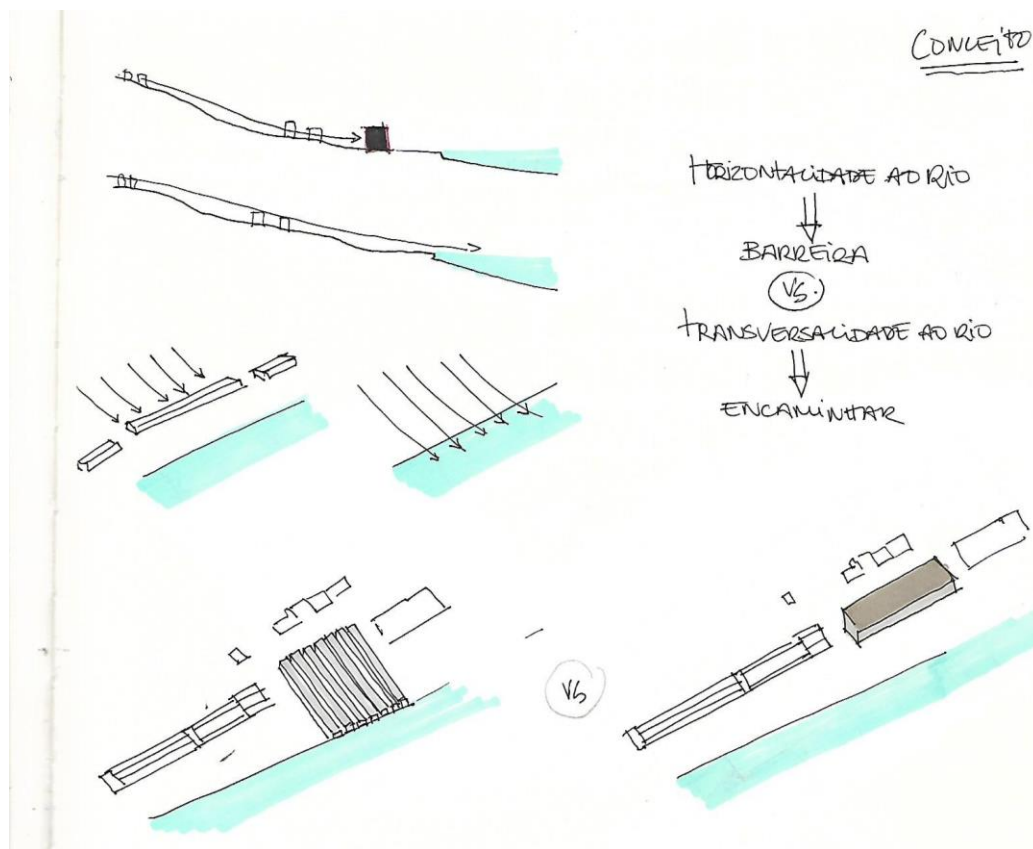 CONCEITO
HORIZONTALIDADE AO RIO
BARREIRA
VS.
TRANSVERSALIDADE AO RIO
ENCAMINHAR
VS